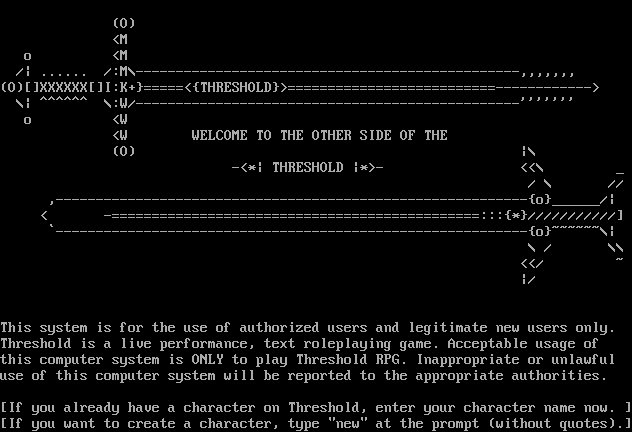 THRESHOLD
WELCOME TO THE OTHER SIDE OF THE
THRESHOLD
This system is for the use of authorized users and legitimate new users only.
Threshold is a live performance, text roleplaying game. Acceptable usage of
this computer system is ONLY to play Threshold RPG. Inappropriate or unlawful
use of this computer system will be reported to the appropriate authorities.
[If you already have a character on Threshold, enter your character name now. ]
[If you want to create a character, type "new" at the prompt (without quotes).]